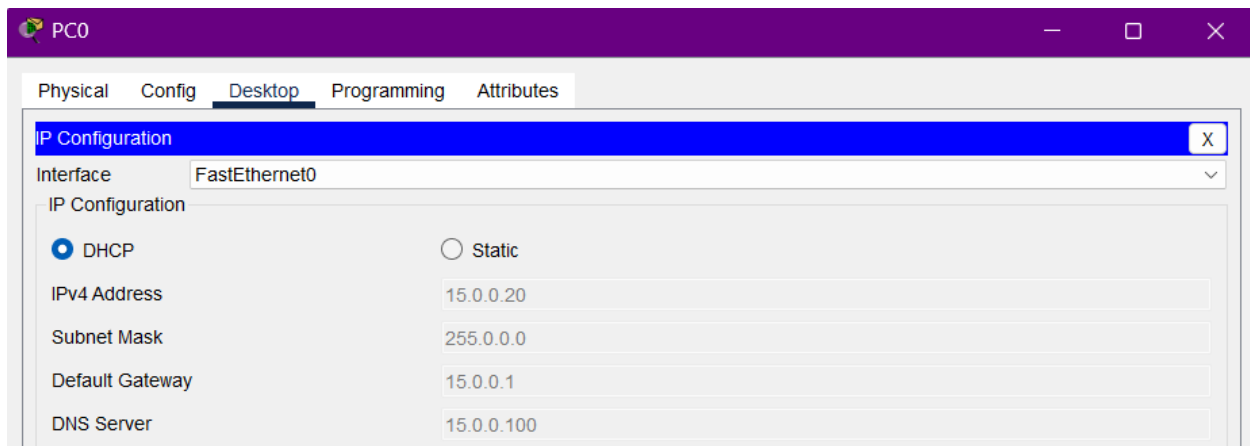 PC0
Physical Config Desktop Programming Attributes
IP Configuration X
Interface FastEthernet0
IP Configuration
DHCP Static
IPv4 Address 15.0.0.20
Subnet Mask 255.0.0.0
Default Gateway 15.0.0.1
DNS Server 15.0.0.100